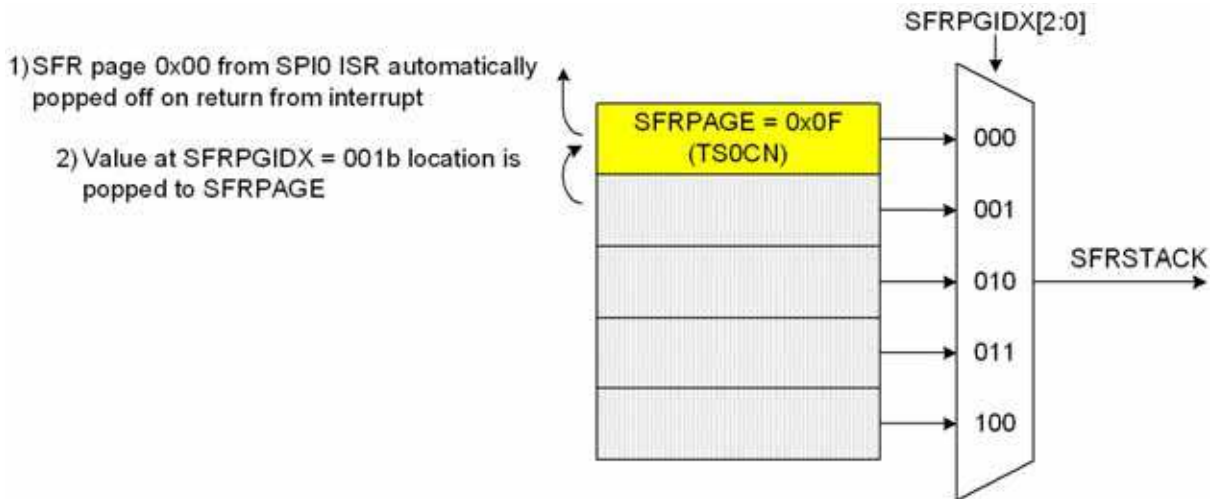 SFRPGIDX[2:0]
1) SFR page 0x00 from SPI0 ISR automatically
popped off on return from interrupt
2) Value at SFRPGIDX = 001b location is
popped to SFRPAGE
SFRPAGE = 0x0F
(TS0CN)
000
001
010
011
100
SFRSTACK